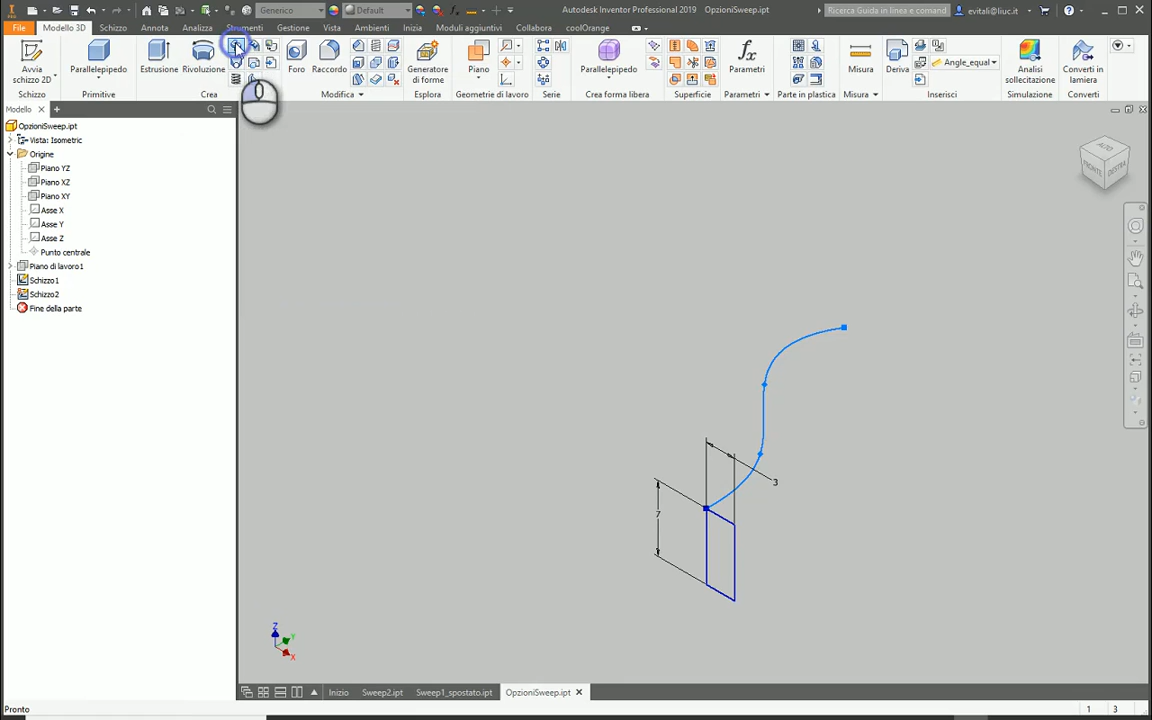 Generico
Default
Autodesk Inventor Professional 2019 OpzioniSweep.ipt
Ricerca Guida in linea e comandi
evitali@liuc.it
File Modello 3D Schizzo Annota Analizza Strumenti Gestione Vista Ambienti Inizia Moduli aggiuntivi Collabora coolOrange
Avvia schizzo 2D
Parallelepipedo
Estrusione
Rivoluzione
Foro
Raccordo
Generatore di forme
Piano
Parallelepipedo
Parametri
Misura
Deriva
Angle_equal
Analisi sollecitazione
Converti in lamiera
Schizzo Primitive Crea Modifica Esplora Geometrie di lavoro Serie Crea forma libera Superficie Parametri Parte in plastica Misura Inserisci Simulazione Converti
Modello
OpzioniSweep.ipt
Vista: Isometric
Origine
Piano YZ
Piano XZ
Piano XY
Asse X
Asse Y
Asse Z
Punto centrale
Piano di lavoro1
Schizzo1
Schizzo2
Fine della parte
ALTO
FRONTE
DESTRA
3
7
Z
Y
X
Inizio Sweep2.ipt Sweep1_spostato.ipt OpzioniSweep.ipt
Pronto
1 3